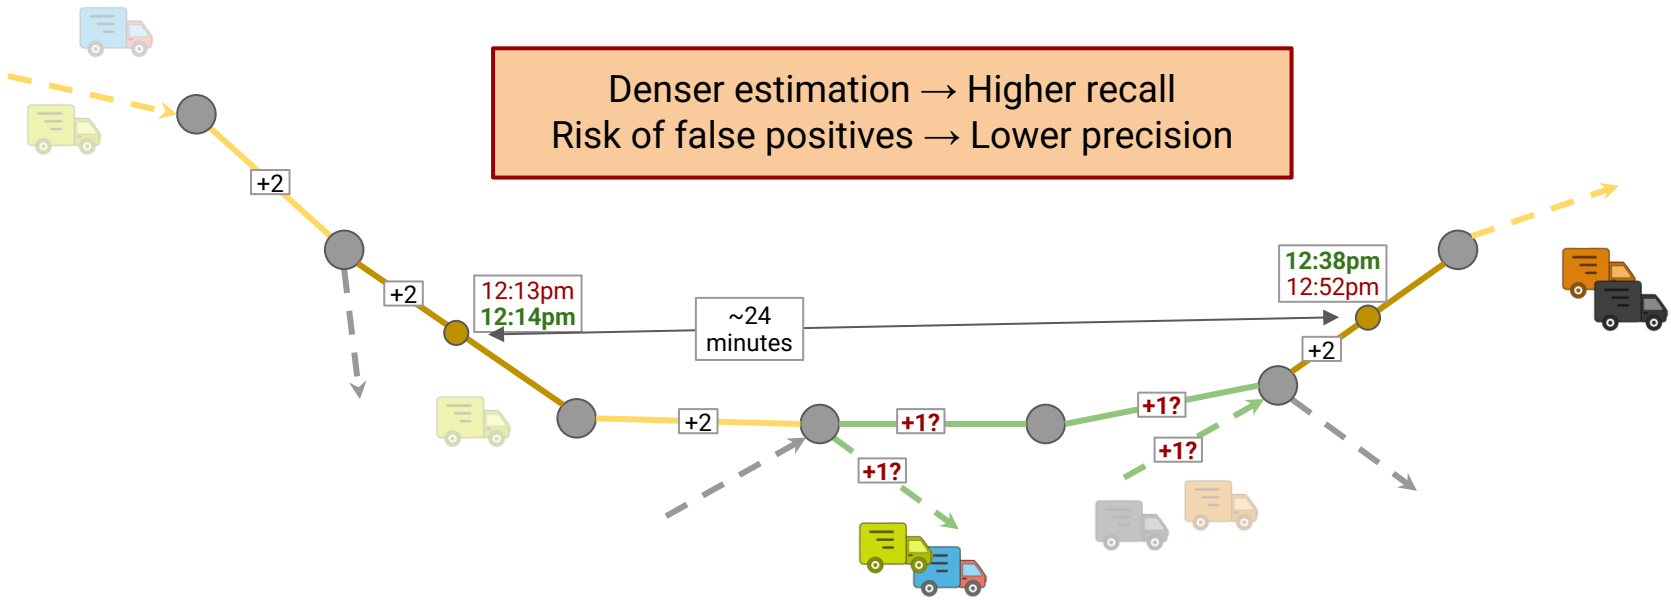 Denser estimation → Higher recall
Risk of false positives → Lower precision
+2
+2
12:13pm
12:14pm
~24
minutes
12:38pm
12:52pm
+2
+2
+1?
+1?
+1?
+1?